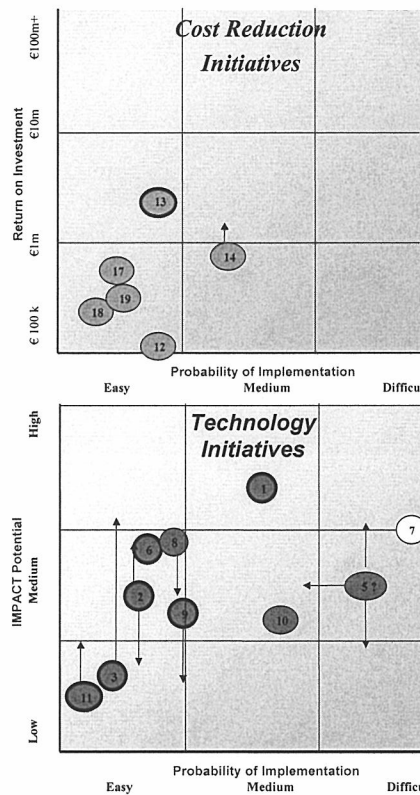 Cost Reduction
Initiatives
€100m+
€10m
€1m
€ 100 k
Return on Investment
13
14
17
19
18
12
Probability of Implementation
Easy
Medium
Difficu
Technology
Initiatives
High
Medium
Low
IMPACT Potential
1
7
8
6
5 ?
2
9
10
3
11
Probability of Implementation
Easy
Medium
Difficu